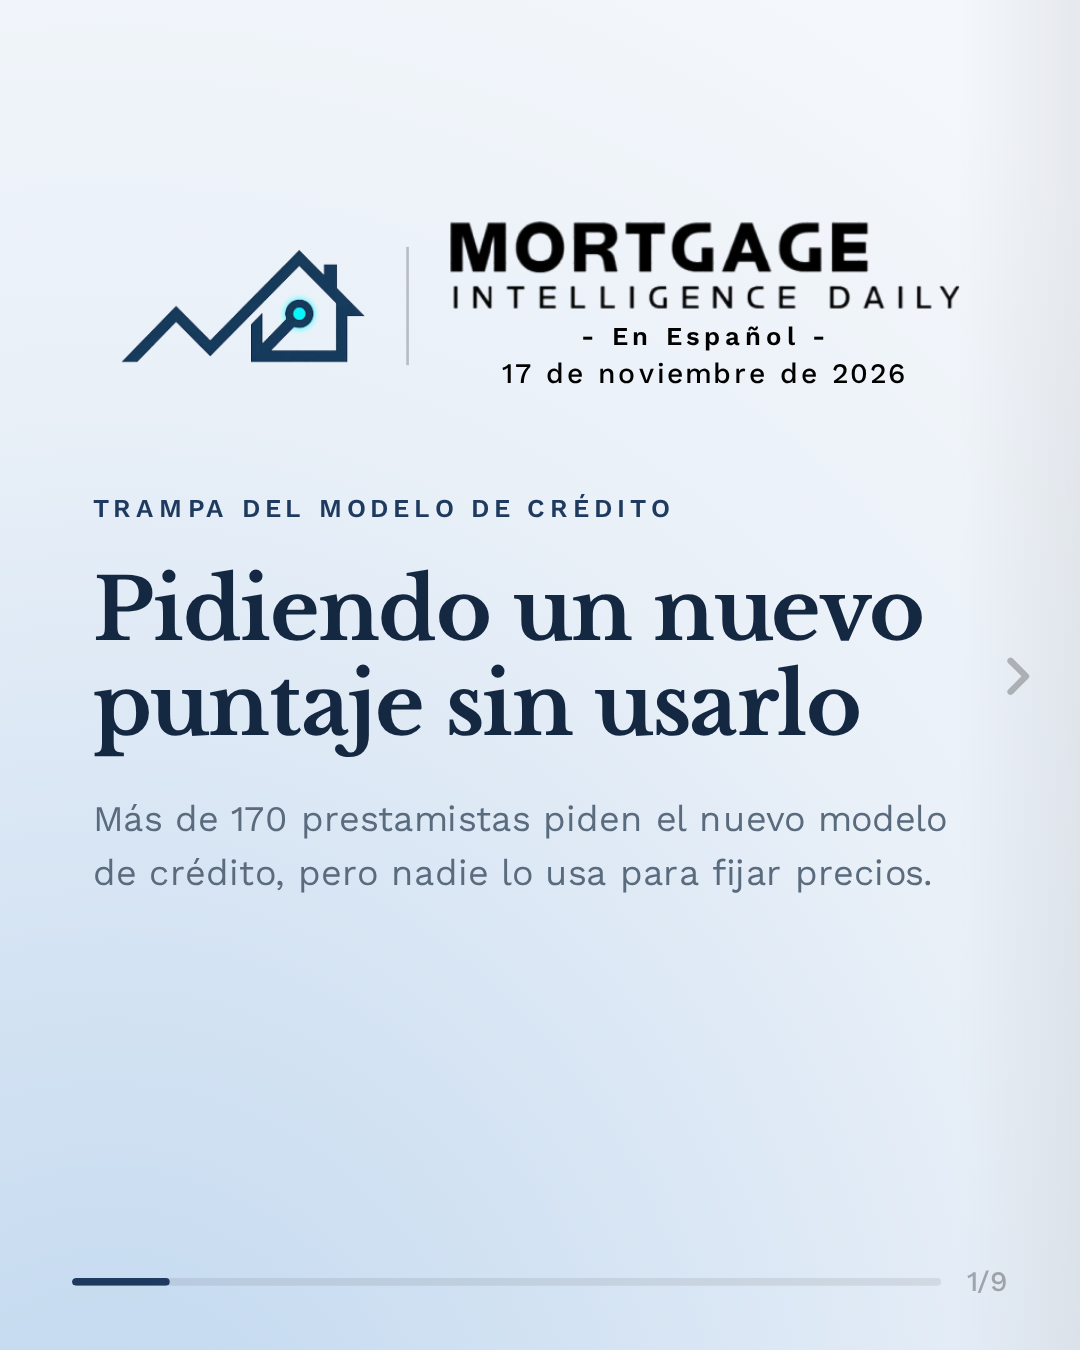 MORTGAGE
INTELLIGENCE DAILY
- En Español -
17 de noviembre de 2026
TRAMPA DEL MODELO DE CRÉDITO
Pidiendo un nuevo
puntaje sin usarlo
Más de 170 prestamistas piden el nuevo modelo
de crédito, pero nadie lo usa para fijar precios.
1/9